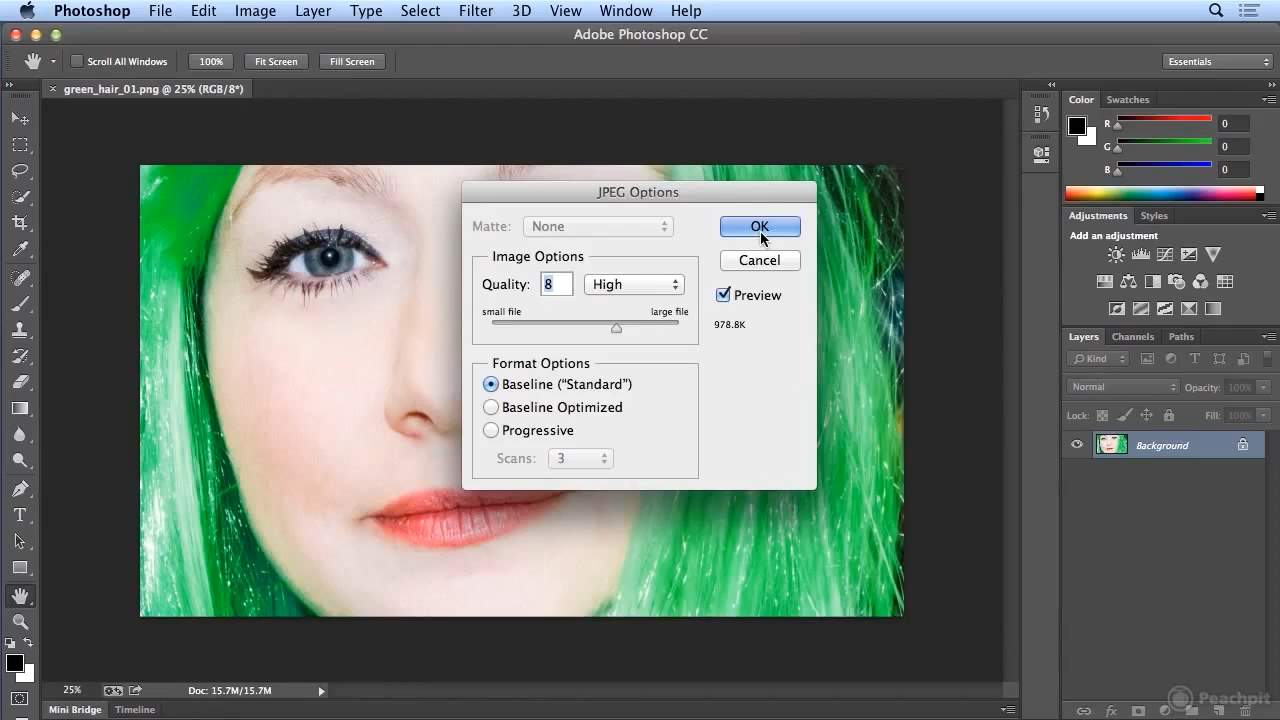 Photoshop File Edit Image Layer Type Select Filter 3D View Window Help
Adobe Photoshop CC
Scroll All Windows 100% Fit Screen Fill Screen Essentials
× green_hair_01.png @ 25% (RGB/8*)
Color Swatches
R 0
G 0
B 0
Adjustments Styles
Add an adjustment
Layers Channels Paths
Kind
Normal Opacity: 100%
Lock: Fill: 100%
Background
JPEG Options
Matte: None
OK
Cancel
Image Options
Quality: 8 High
small file large file
Preview
978.8K
Format Options
Baseline (“Standard”)
Baseline Optimized
Progressive
Scans: 3
T
25% Doc: 15.7M/15.7M
Mini Bridge Timeline
fx
Peachpit